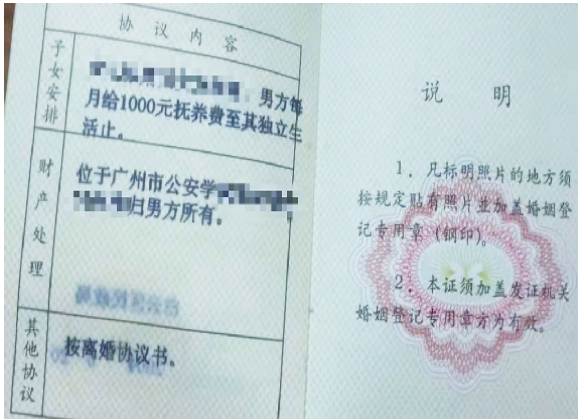 协议内容
子女安排
男方每
月给1000元抚养费至其独立生
活止。
财产处理
位于广州市公安学
归男方所有。
其他协议
按离婚协议书。
说 明
1．凡标明照片的地方须
按规定贴有照片并加盖婚姻登
记专用章（钢印）。
2．本证须加盖发证机关
婚姻登记专用章方为有效。